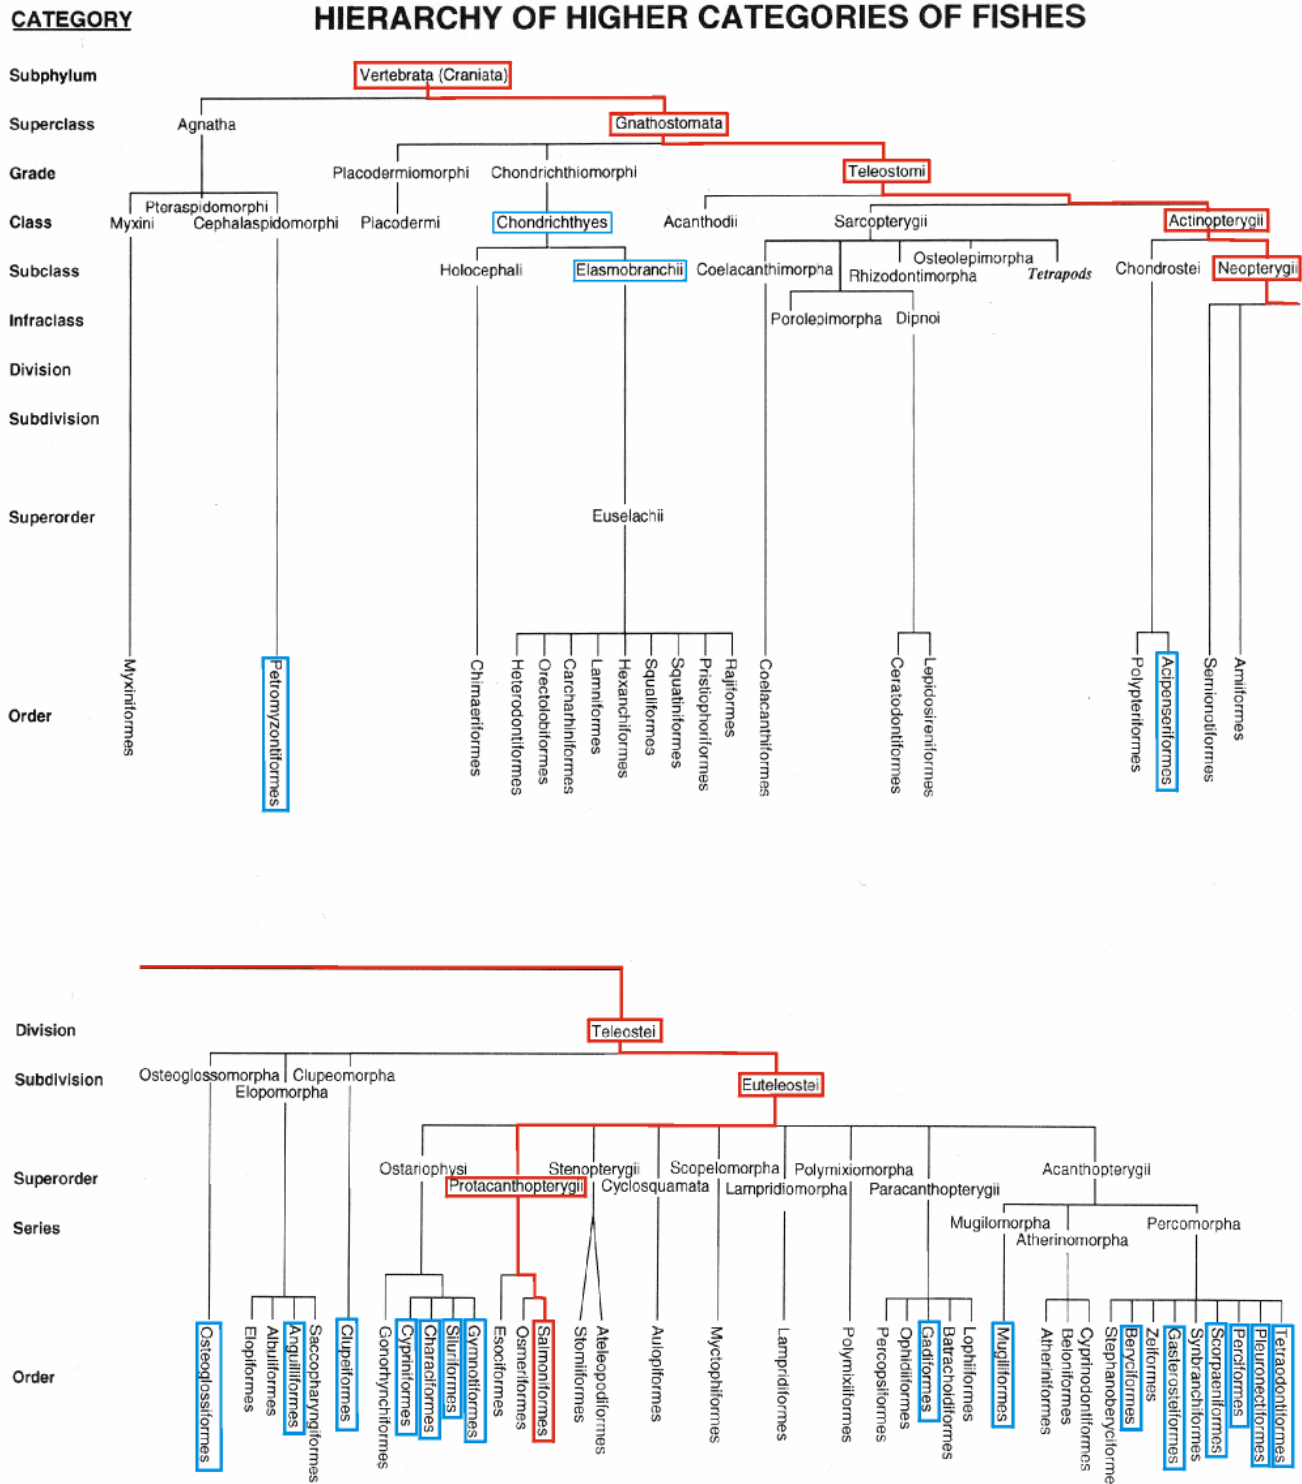 CATEGORY
HIERARCHY OF HIGHER CATEGORIES OF FISHES
Subphylum
Vertebrata (Craniata)
Superclass
Agnatha
Gnathostomata
Grade
Placodermiomorphi
Chondrichthiomorphi
Teleostomi
Class
Pteraspidomorphi
Myxini
Cephalaspidomorphi
Placodermi
Chondrichthyes
Acanthodii
Sarcopterygii
Actinopterygii
Subclass
Holocephali
Elasmobranchii
Coelacanthimorpha
Rhizodontimorpha
Osteolepimorpha
Tetrapods
Chondrostei
Neopterygii
Infraclass
Porolepimorpha
Dipnoi
Division
Subdivision
Superorder
Euselachii
Order
Myxiniformes
Petromyzontiformes
Chimaeriformes
Heterodontiformes
Orectolobiformes
Carcharhiniformes
Lamniformes
Hexanchiformes
Squaliformes
Squatiniformes
Pristiophoriformes
Rajiformes
Coelacanthiformes
Ceratodontiformes
Lepidosireniformes
Polypteriformes
Acipenseriformes
Semionotiformes
Amiiformes
Division
Teleostei
Subdivision
Osteoglossomorpha
Elopomorpha
Clupeomorpha
Euteleostei
Superorder
Ostariophysi
Protacanthopterygii
Stenopterygii
Cyclosquamata
Scopelomorpha
Lampridiomorpha
Polymixiomorpha
Paracanthopterygii
Acanthopterygii
Series
Mugilomorpha
Atherinomorpha
Percomorpha
Order
Osteoglossiformes
Elopiformes
Albuliformes
Anguilliformes
Saccopharyngiformes
Clupeiformes
Gonorhynchiformes
Cypriniformes
Characiformes
Siluriformes
Gymnotiformes
Esociformes
Osmeriformes
Salmoniformes
Stomiiformes
Ateleopodiformes
Aulopiformes
Myctophiformes
Lampridiformes
Polymixiiformes
Percopsiformes
Ophidiiformes
Gadiformes
Batrachoidiformes
Lophiiformes
Mugiliformes
Atheriniformes
Beloniformes
Cyprinodontiformes
Stephanoberyciforme
Beryciformes
Zeiformes
Gasterosteiformes
Synbranchiformes
Scorpaeniformes
Perciformes
Pleuronectiformes
Tetraodontiformes